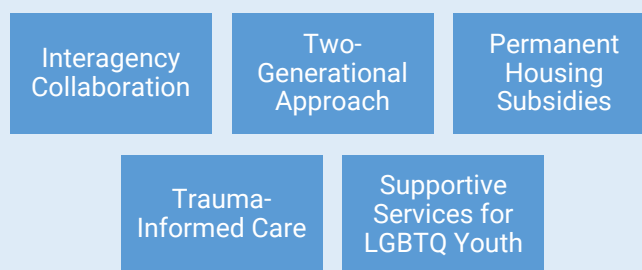 Interagency
Collaboration
Two-
Generational
Approach
Permanent
Housing
Subsidies
Trauma-
Informed Care
Supportive
Services for
LGBTQ Youth